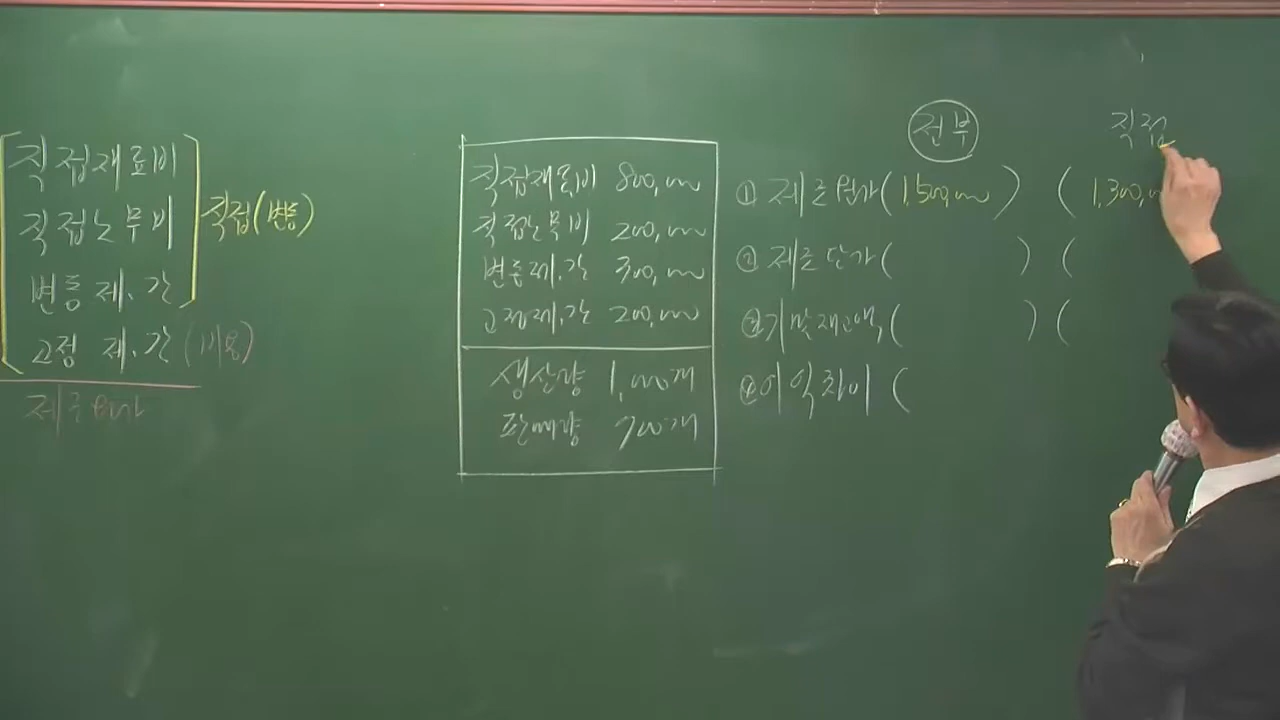 직접재료비
직접노무비
변동 제.간
고정 제.간 (비용)
제조원가
직접(변동)
직접재료비 800,000
직접노무비 200,000
변동제.간 300,000
고정제.간 200,000
생산량 1,000개
판매량 700개
전부 직접
① 제조원가 (1,500,000) (1,300,0
② 제조단가 ( ) (
③ 기말재고액 ( ) (
④ 이익차이 (